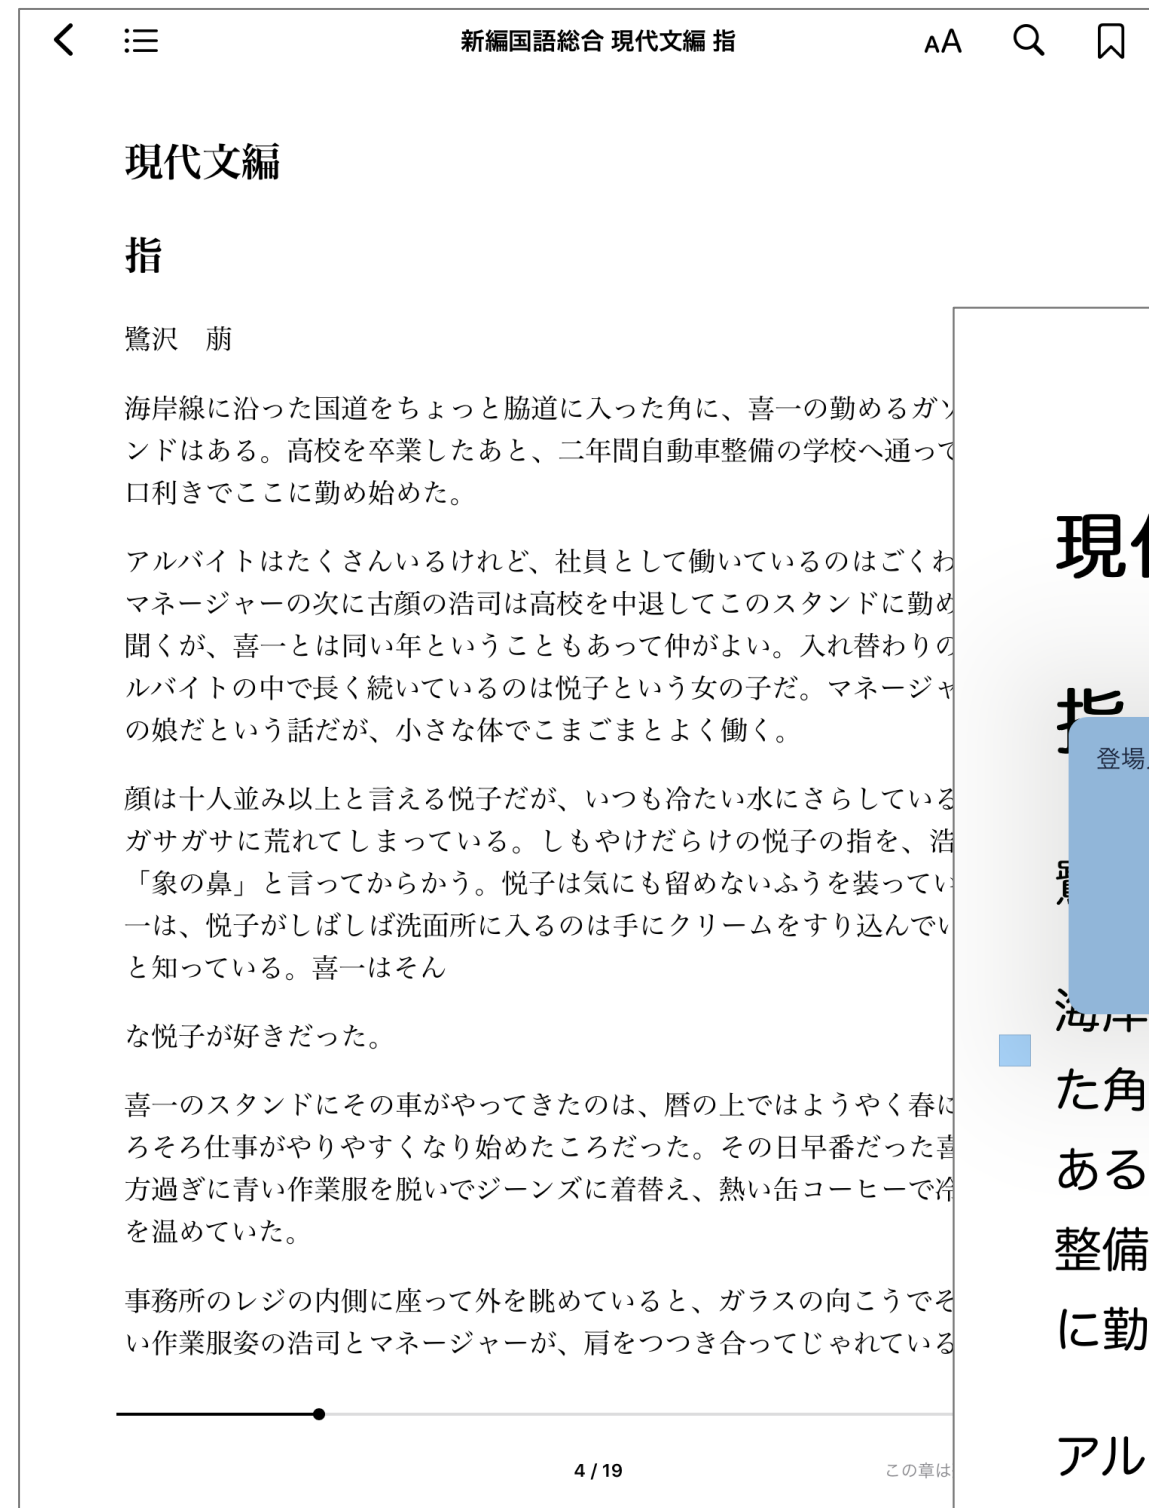 新編国語総合 現代文編 指
AA
現代文編
指
鷺沢 萠
海岸線に沿った国道をちょっと脇道に入った角に、喜一の勤めるガソ
ンドはある。高校を卒業したあと、二年間自動車整備の学校へ通って
口利きでここに勤め始めた。
アルバイトはたくさんいるけれど、社員として働いているのはごくわ
マネージャーの次に古顔の浩司は高校を中退してこのスタンドに勤め
聞くが、喜一とは同い年ということもあって仲がよい。入れ替わりの
ルバイトの中で長く続いているのは悦子という女の子だ。マネージャ
の娘だという話だが、小さな体でこまごまとよく働く。
顔は十人並み以上と言える悦子だが、いつも冷たい水にさらしている
ガサガサに荒れてしまっている。しもやけだらけの悦子の指を、浩
「象の鼻」と言ってからかう。悦子は気にも留めないふうを装ってい
一は、悦子がしばしば洗面所に入るのは手にクリームをすり込んでい
と知っている。喜一はそん
な悦子が好きだった。
喜一のスタンドにその車がやってきたのは、暦の上ではようやく春に
ろそろ仕事がやりやすくなり始めたころだった。その日早番だった喜
方過ぎに青い作業服を脱いでジーンズに着替え、熱い缶コーヒーで冷
を温めていた。
事務所のレジの内側に座って外を眺めていると、ガラスの向こうでそ
い作業服姿の浩司とマネージャーが、肩をつつき合ってじゃれている
4 / 19
この章は
現
指
登場
海岸
た角
ある
整備
に勤
アル